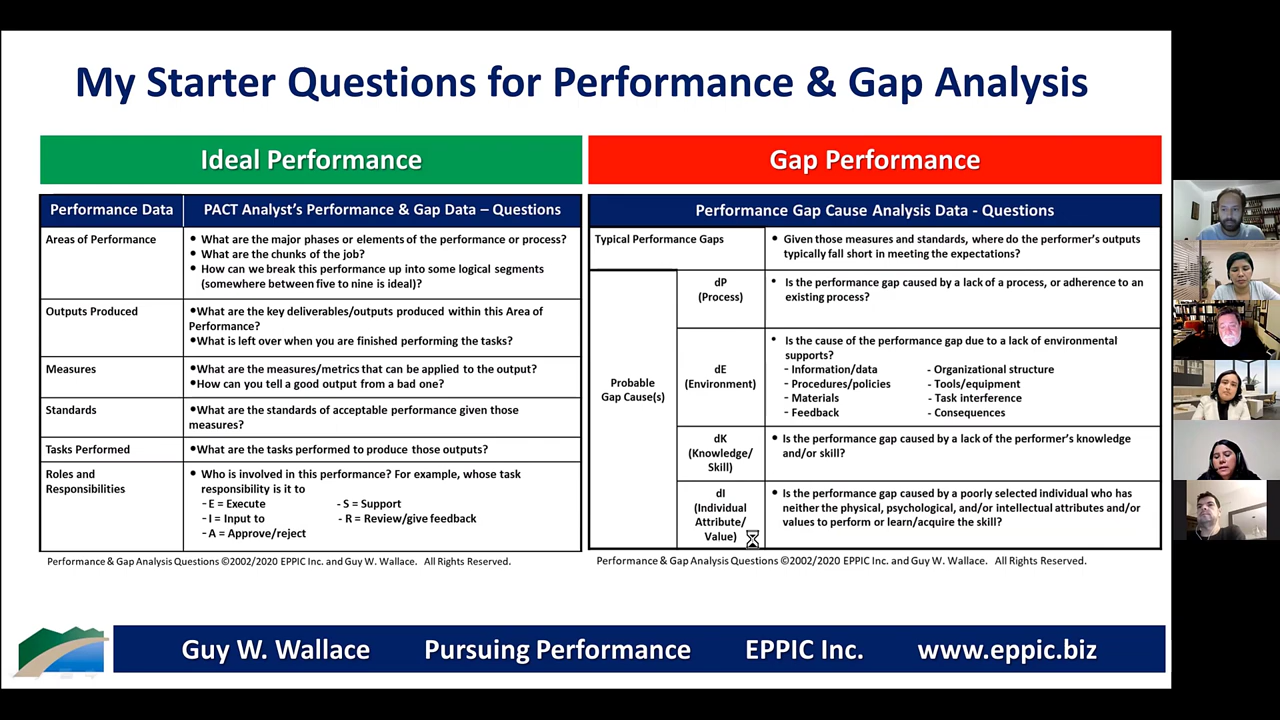 My Starter Questions for Performance & Gap Analysis
Ideal Performance
Performance Data
PACT Analyst's Performance & Gap Data – Questions
Areas of Performance
• What are the major phases or elements of the performance or process?
• What are the chunks of the job?
• How can we break this performance up into some logical segments
(somewhere between five to nine is ideal)?
Outputs Produced
•What are the key deliverables/outputs produced within this Area of
Performance?
•What is left over when you are finished performing the tasks?
Measures
•What are the measures/metrics that can be applied to the output?
•How can you tell a good output from a bad one?
Standards
•What are the standards of acceptable performance given those
measures?
Tasks Performed
•What are the tasks performed to produce those outputs?
Roles and
Responsibilities
• Who is involved in this performance? For example, whose task
responsibility is it to
- E = Execute - S = Support
- I = Input to - R = Review/give feedback
- A = Approve/reject
Performance & Gap Analysis Questions ©2002/2020 EPPIC Inc. and Guy W. Wallace. All Rights Reserved.
Gap Performance
Performance Gap Cause Analysis Data - Questions
Typical Performance Gaps
• Given those measures and standards, where do the performer's outputs
typically fall short in meeting the expectations?
Probable
Gap Cause(s)
dP
(Process)
• Is the performance gap caused by a lack of a process, or adherence to an
existing process?
dE
(Environment)
• Is the cause of the performance gap due to a lack of environmental
supports?
- Information/data - Organizational structure
- Procedures/policies - Tools/equipment
- Materials - Task interference
- Feedback - Consequences
dK
(Knowledge/
Skill)
• Is the performance gap caused by a lack of the performer's knowledge
and/or skill?
dI
(Individual
Attribute/
Value)
• Is the performance gap caused by a poorly selected individual who has
neither the physical, psychological, and/or intellectual attributes and/or
values to perform or learn/acquire the skill?
Performance & Gap Analysis Questions ©2002/2020 EPPIC Inc. and Guy W. Wallace. All Rights Reserved.
Guy W. Wallace Pursuing Performance EPPIC Inc. www.eppic.biz